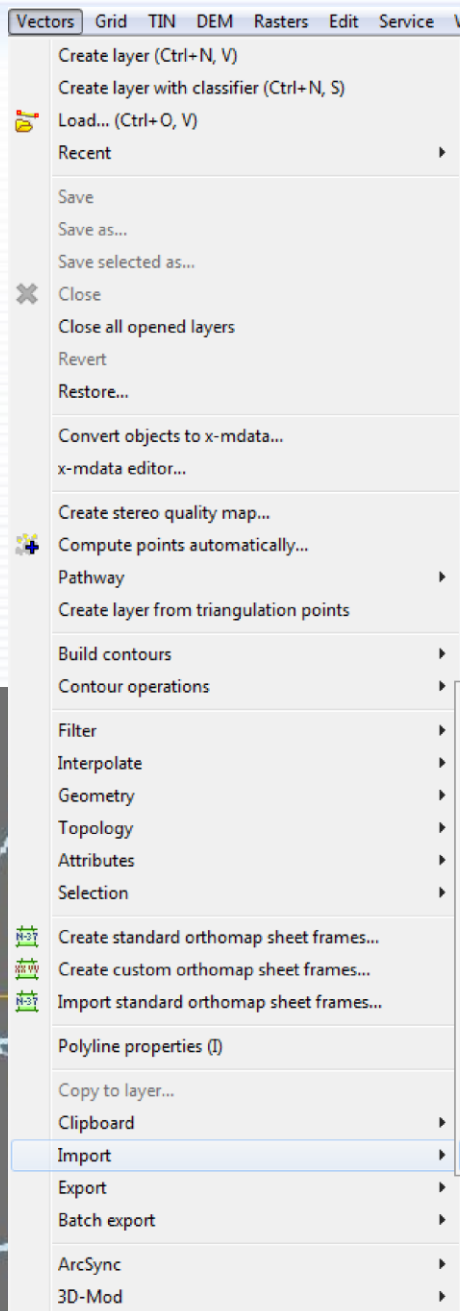 Vectors Grid TIN DEM Rasters Edit Service
Create layer (Ctrl+N, V)
Create layer with classifier (Ctrl+N, S)
Load... (Ctrl+O, V)
Recent
Save
Save as...
Save selected as...
Close
Close all opened layers
Revert
Restore...
Convert objects to x-mdata...
x-mdata editor...
Create stereo quality map...
Compute points automatically...
Pathway
Create layer from triangulation points
Build contours
Contour operations
Filter
Interpolate
Geometry
Topology
Attributes
Selection
N-37 Create standard orthomap sheet frames...
Create custom orthomap sheet frames...
N-37 Import standard orthomap sheet frames...
Polyline properties (I)
Copy to layer...
Clipboard
Import
Export
Batch export
ArcSync
3D-Mod